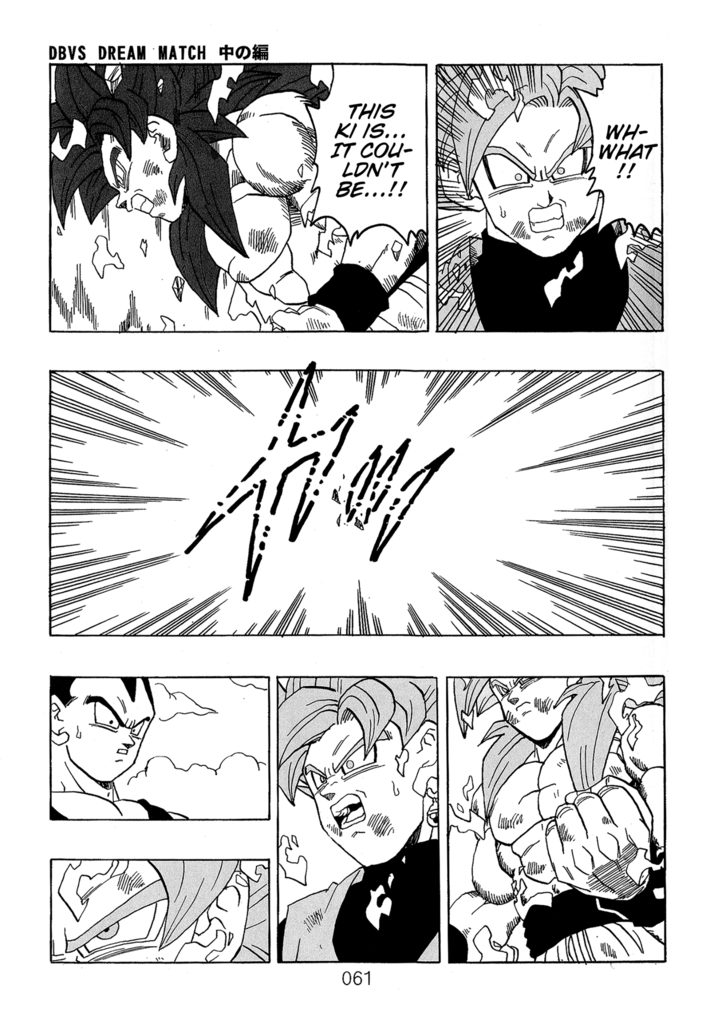 DBVS DREAM MATCH 中の編
THIS
KI IS...
IT COU-
LDN'T
BE...!!
WH-
WHAT
!!
061